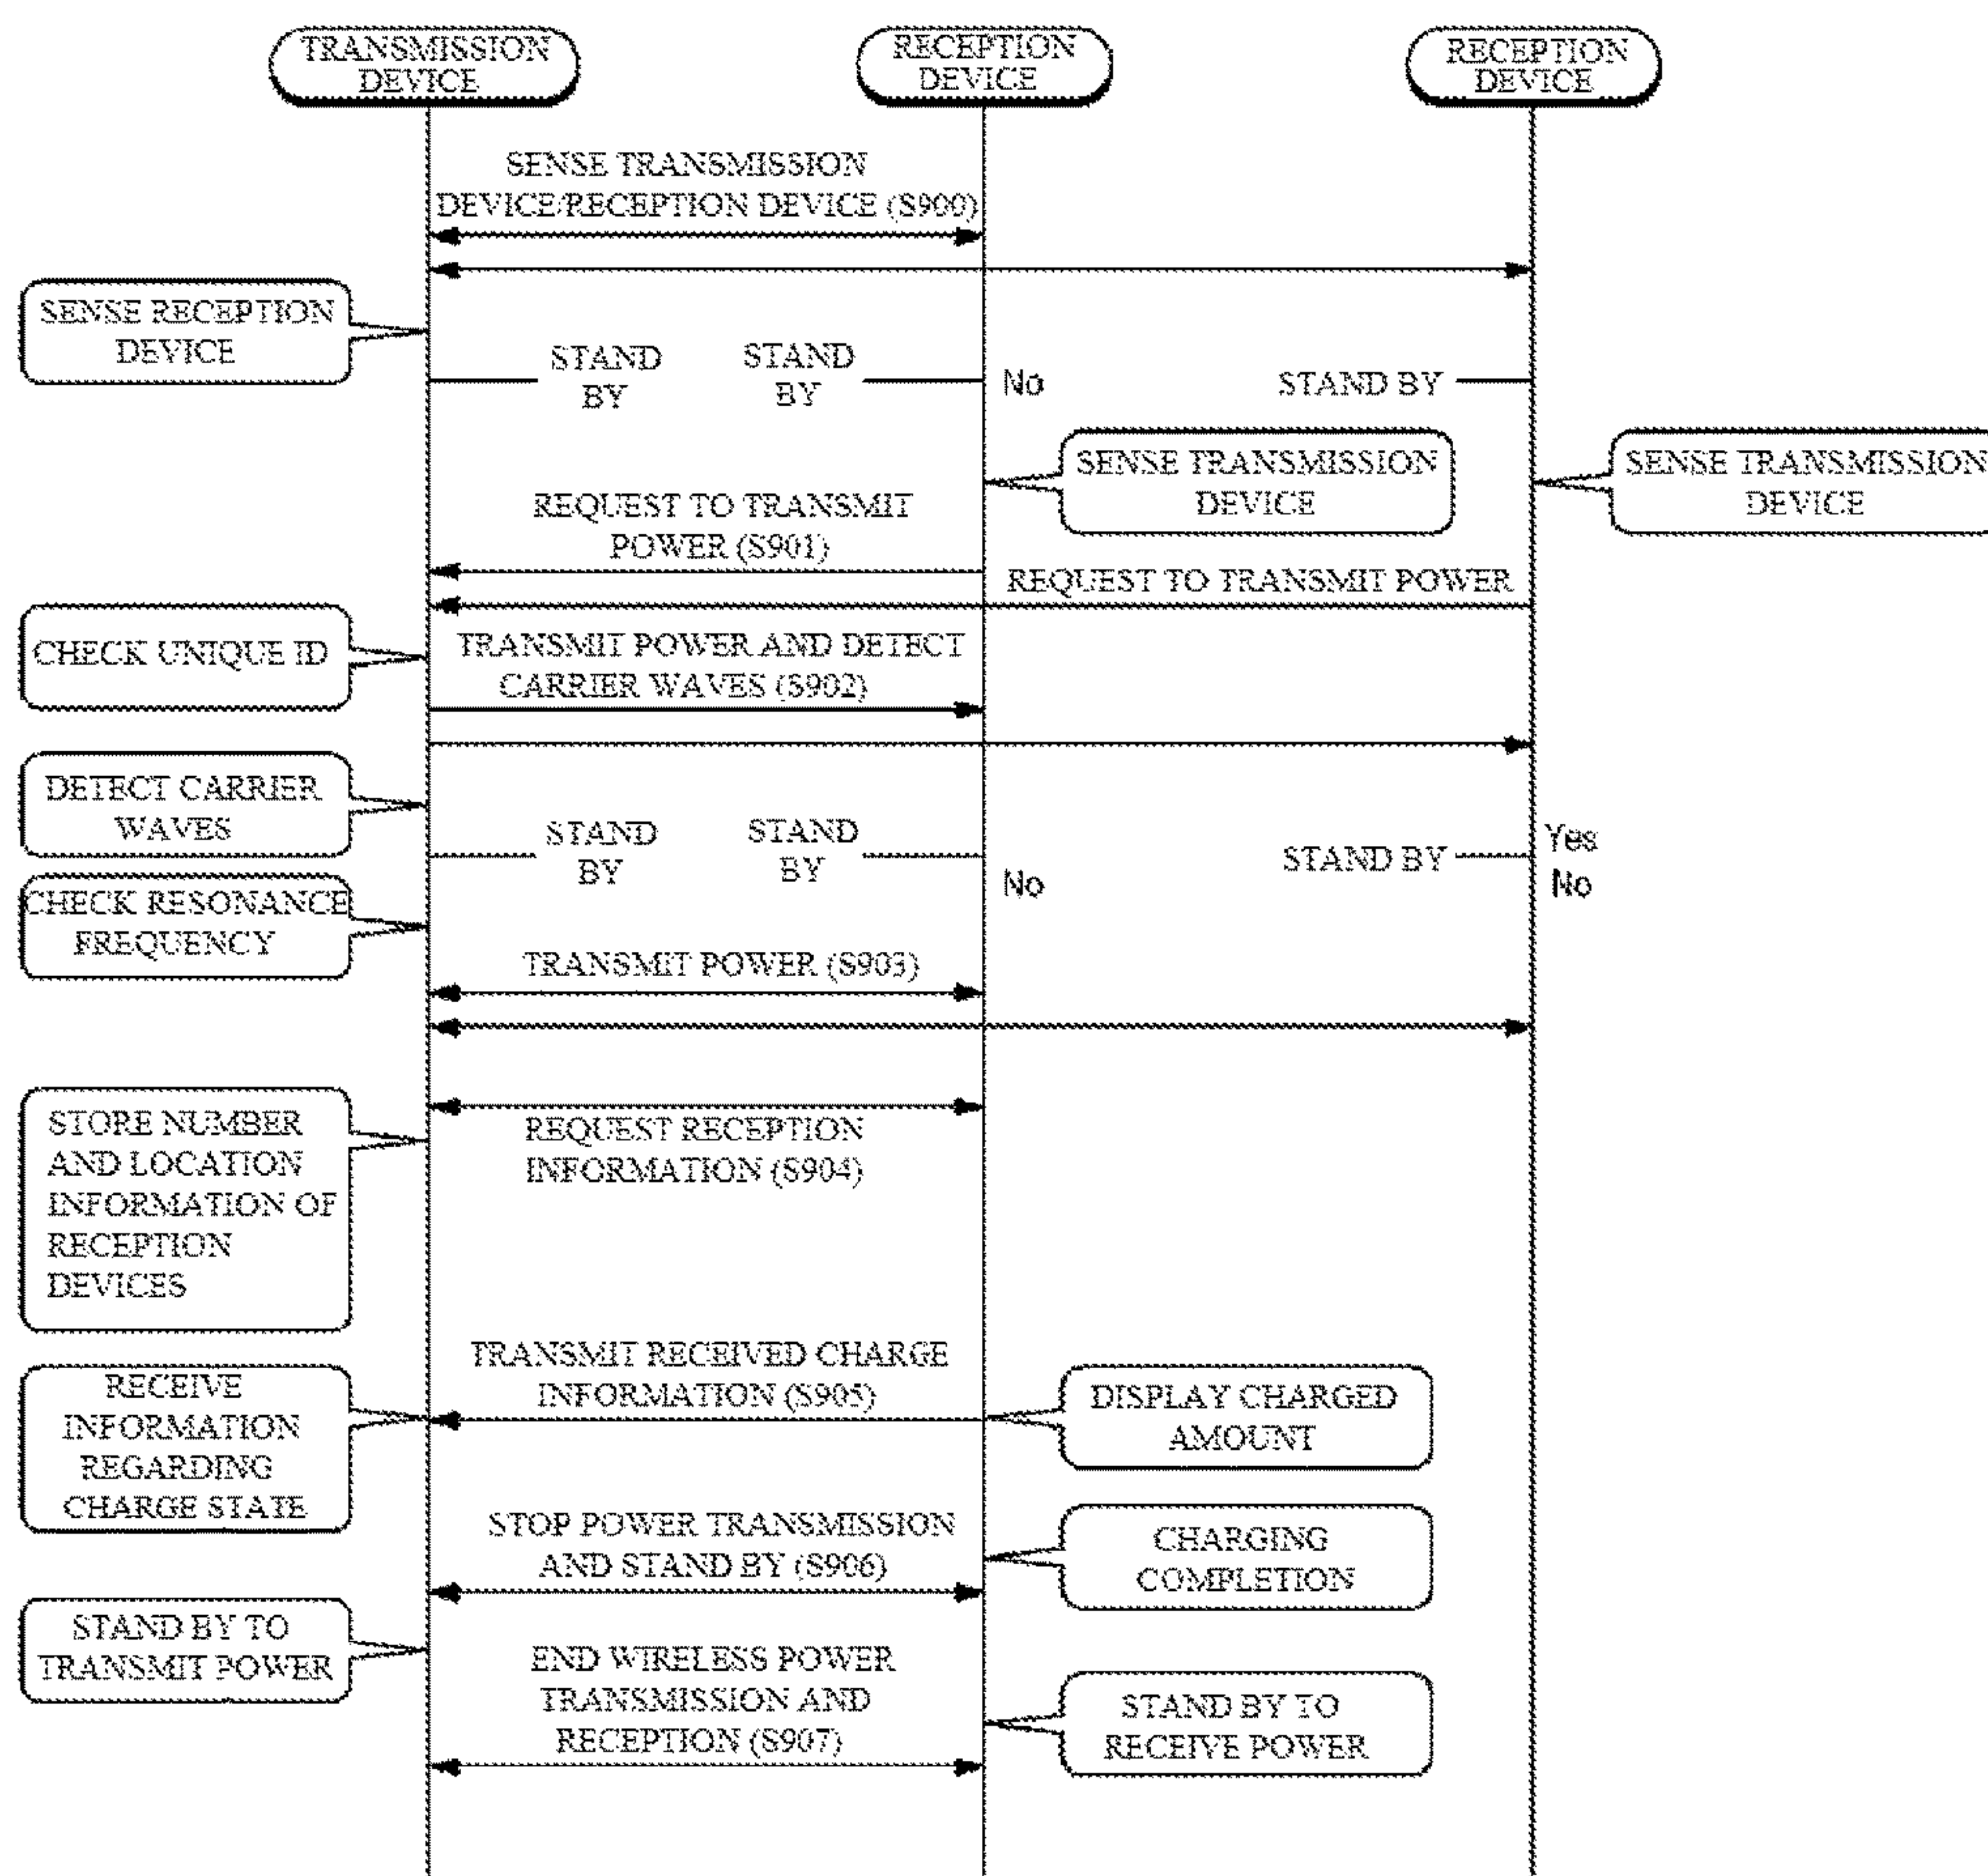 TRANSMISSION
DEVICE
RECEPTION
DEVICE
RECEPTION
DEVICE
SENSE TRANSMISSION
DEVICE/RECEPTION DEVICE (S900)
SENSE RECEPTION
DEVICE
STAND
BY
STAND
BY
No
STAND BY
SENSE TRANSMISSION
DEVICE
SENSE TRANSMISSION
DEVICE
REQUEST TO TRANSMIT
POWER (S901)
REQUEST TO TRANSMIT POWER
CHECK UNIQUE ID
TRANSMIT POWER AND DETECT
CARRIER WAVES (S902)
DETECT CARRIER
WAVES
STAND
BY
STAND
BY
No
STAND BY
Yes
No
CHECK RESONANCE
FREQUENCY
TRANSMIT POWER (S903)
STORE NUMBER
AND LOCATION
INFORMATION OF
RECEPTION
DEVICES
REQUEST RECEPTION
INFORMATION (S904)
TRANSMIT RECEIVED CHARGE
INFORMATION (S905)
RECEIVE
INFORMATION
REGARDING
CHARGE STATE
DISPLAY CHARGED
AMOUNT
STOP POWER TRANSMISSION
AND STAND BY (S906)
CHARGING
COMPLETION
STAND BY TO
TRANSMIT POWER
END WIRELESS POWER
TRANSMISSION AND
RECEPTION (S907)
STAND BY TO
RECEIVE POWER